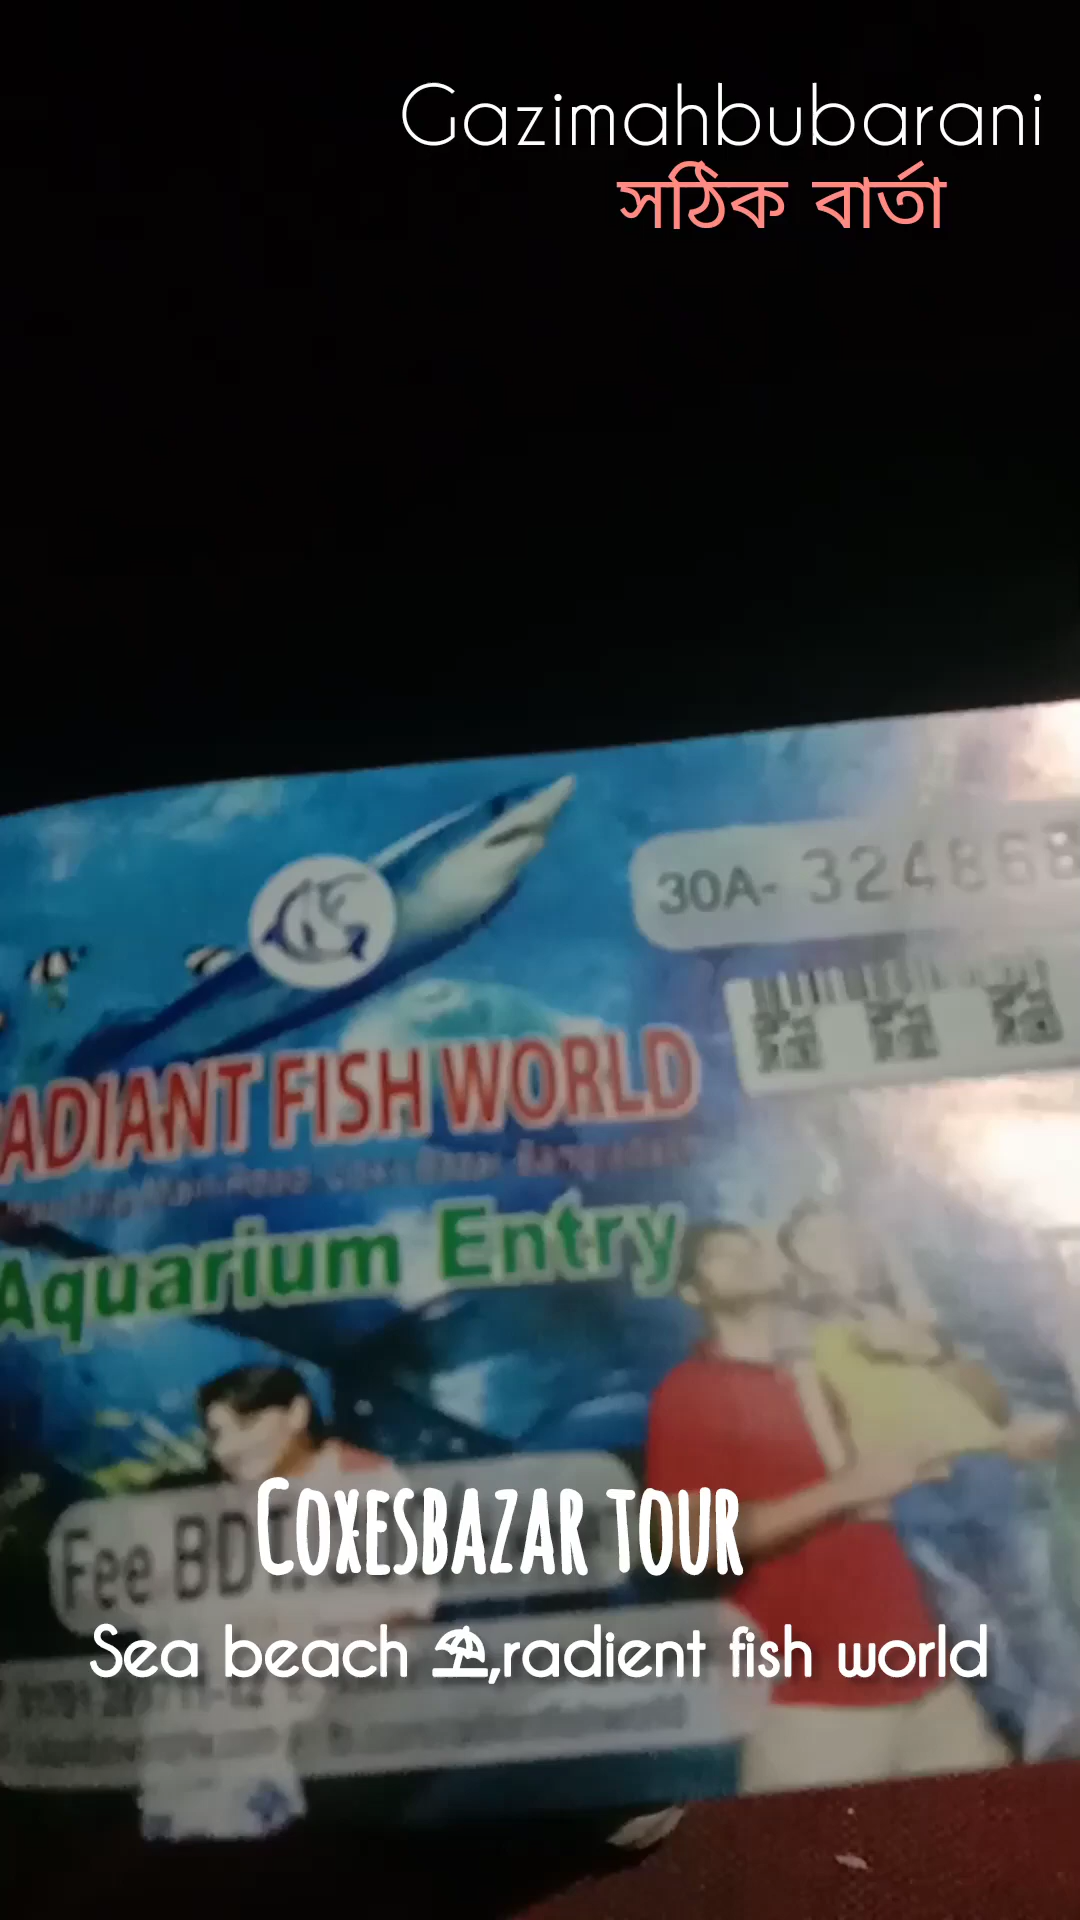 Gazimahbubarani
সঠিক বার্তা
30A- 324868
ADIANT FISH WORLD
Aquarium Entry
Fee BD
COXESBAZAR TOUR
Sea beach ⛱,radient fish world